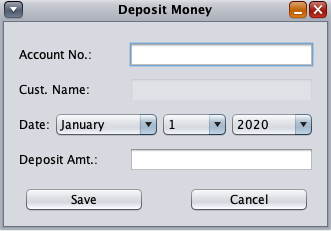 Deposit Money
Account No.:
Cust. Name:
Date: January 1 2020
Deposit Amt.:
Save Cancel